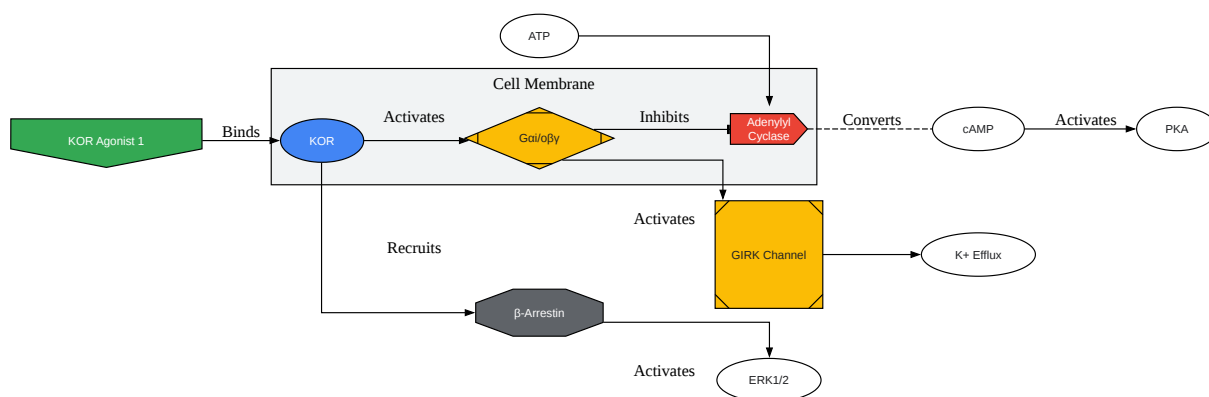 ATP
Cell Membrane
KOR Agonist 1
Binds
KOR
Activates
Gαi/oβγ
Inhibits
Adenylyl
Cyclase
Converts
cAMP
Activates
PKA
Activates
Recruits
GIRK Channel
K+ Efflux
β-Arrestin
Activates
ERK1/2